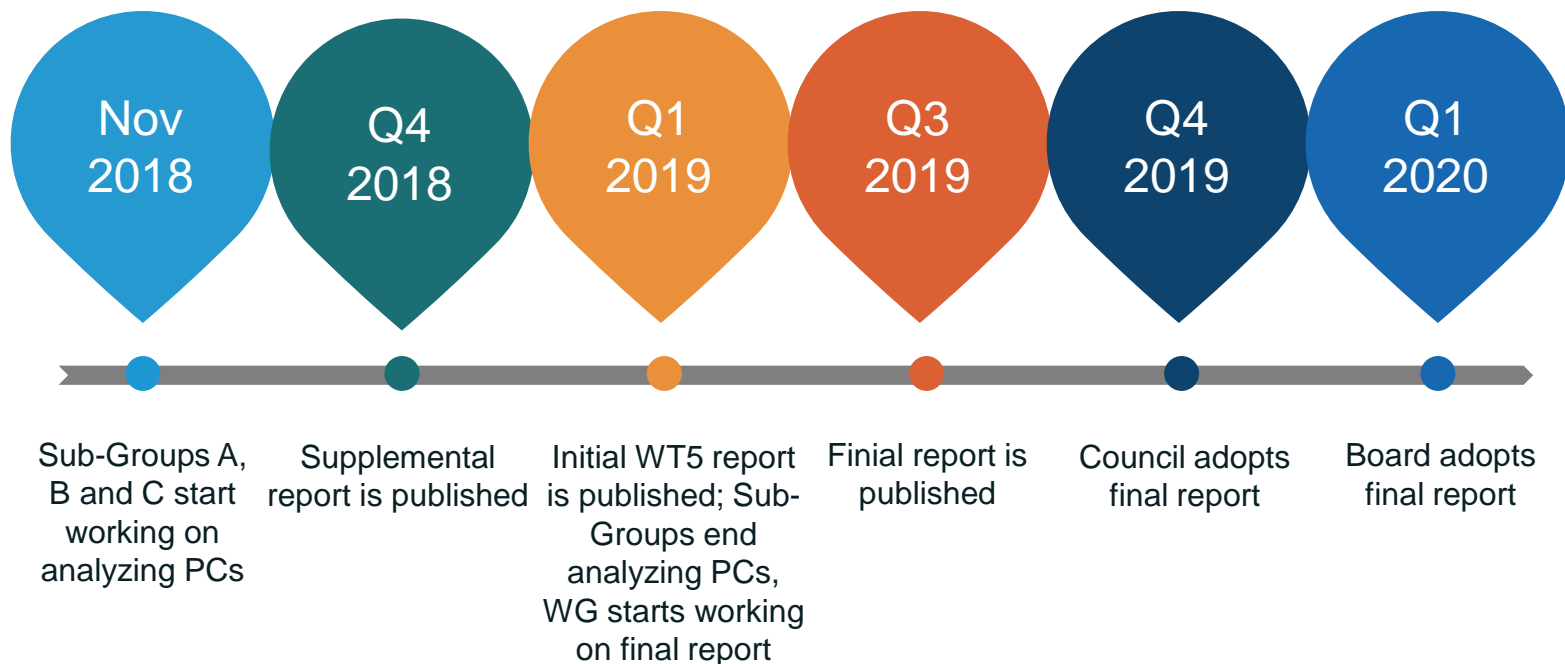 Nov
2018
Q4
2018
Q1
2019
Q3
2019
Q4
2019
Q1
2020
Sub-Groups A,
B and C start
working on
analyzing PCs
Supplemental
report is published
Initial WT5 report
is published; Sub-
Groups end
analyzing PCs,
WG starts working
on final report
Finial report is
published
Council adopts
final report
Board adopts
final report